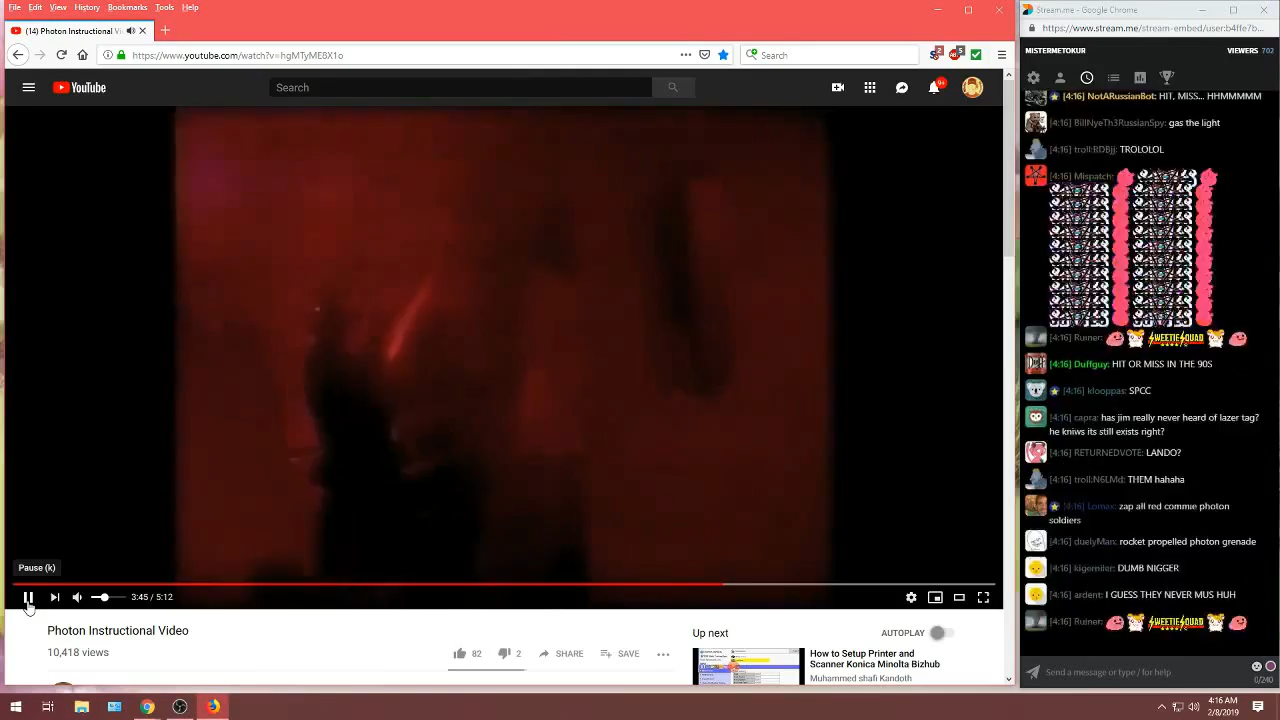 File Edit View History Bookmarks Tools Help
(14) Photon Instructional Vi
https://www.youtube.com/watch?v=hgMTyME8X1o
Search
2
5
YouTube
Search
9+
Pause (k)
3:45 / 5:12
Photon Instructional Video
10,418 views
82
2
SHARE
SAVE
Up next
AUTOPLAY
How to Setup Printer and
Scanner Konica Minolta Bizhub
Muhammed shafi Kandoth
Stream.me - Google Chrome
https://www.stream.me/stream-embed/user:b4ffe7b...
MISTERMETOKUR
VIEWERS 702
[4:16] NotARussianBot: HIT, MISS... HHMMMMM
[4:16] BillNyeTh3RussianSpy: gas the light
[4:16] troll:RDBjj: TROLOLOL
[4:16] Mispatch:
[4:16] Ruiner: SWEETIE SQUAD
[4:16] Duffguy: HIT OR MISS IN THE 90S
[4:16] klooppas: SPCC
[4:16] capra: has jim really never heard of lazer tag?
he kniws its still exists right?
[4:16] RETURNEDVOTE: LANDO?
[4:16] troll:N6LMd: THEM hahaha
[4:16] Lomax: zap all red commie photon
soldiers
[4:16] duelyMan: rocket propelled photon grenade
[4:16] kigerniler: DUMB NIGGER
[4:16] ardent: I GUESS THEY NEVER MUS HUH
[4:16] Ruiner: SWEETIE SQUAD
Send a message or type / for help
0/240
4:16 AM
2/8/2019